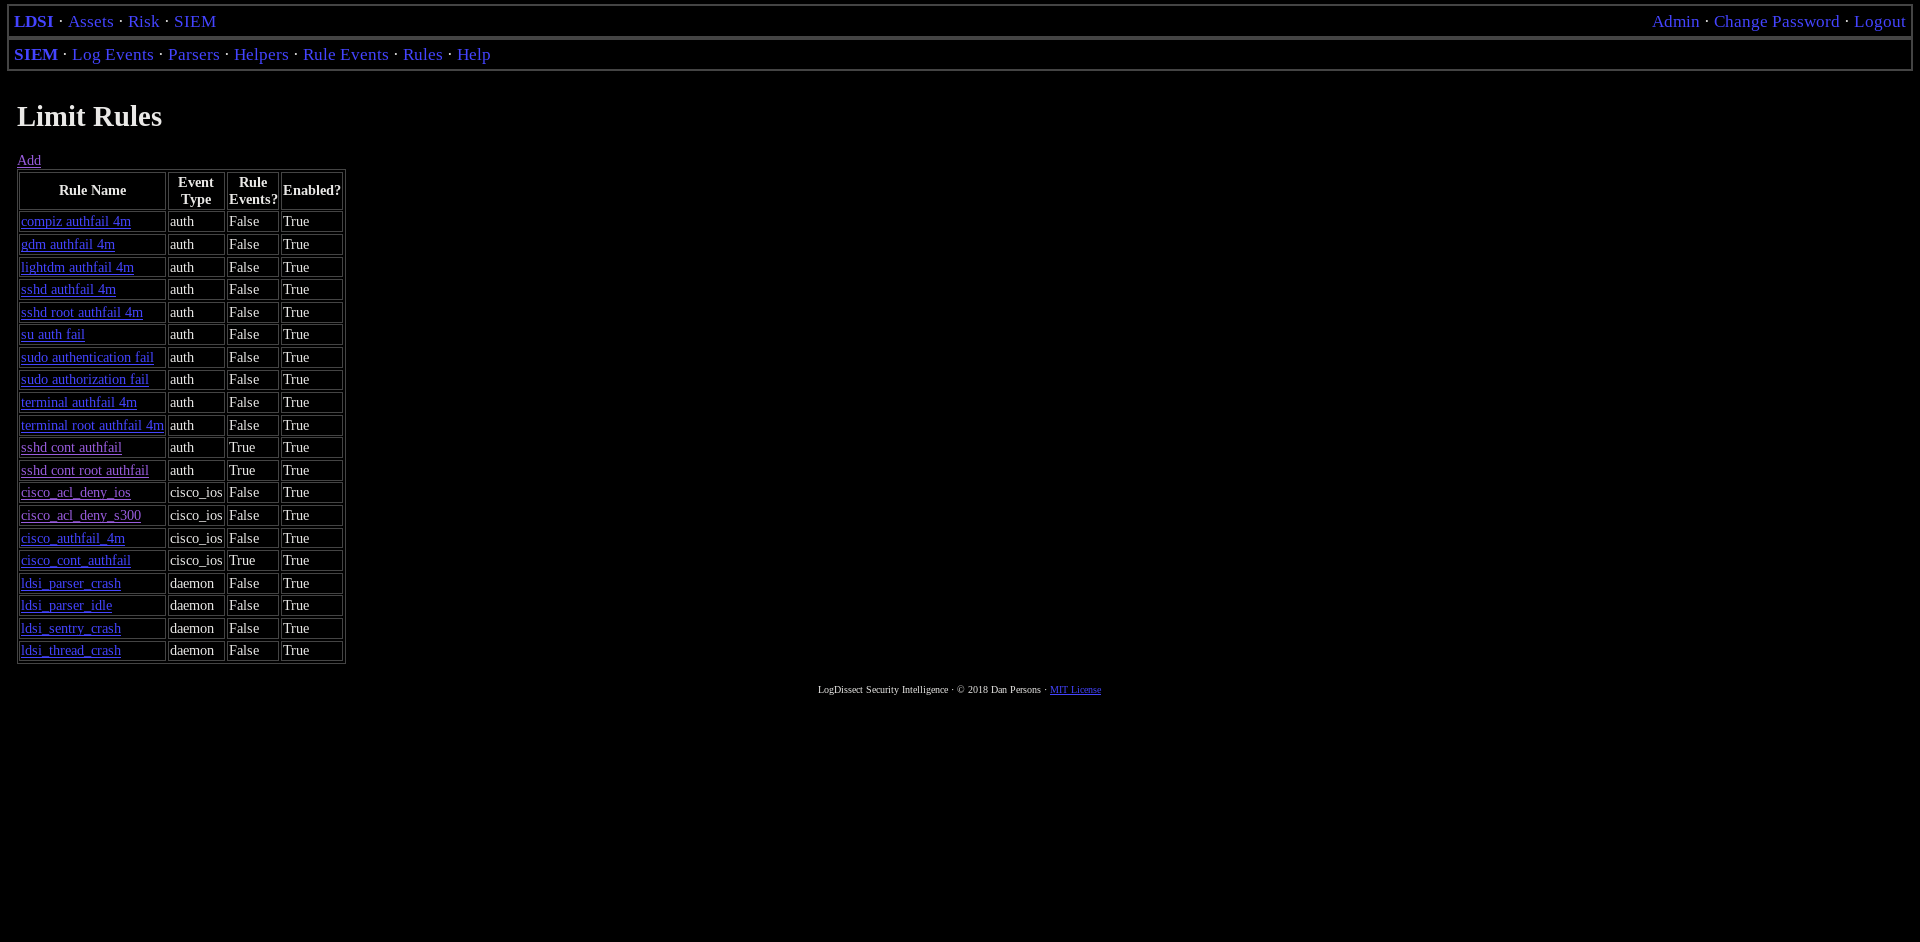 LDSI · Assets · Risk · SIEM Admin · Change Password · Logout
SIEM · Log Events · Parsers · Helpers · Rule Events · Rules · Help
Limit Rules
Add
Rule Name Event Type Rule Events? Enabled?
compiz authfail 4m auth False True
gdm authfail 4m auth False True
lightdm authfail 4m auth False True
sshd authfail 4m auth False True
sshd root authfail 4m auth False True
su auth fail auth False True
sudo authentication fail auth False True
sudo authorization fail auth False True
terminal authfail 4m auth False True
terminal root authfail 4m auth False True
sshd cont authfail auth True True
sshd cont root authfail auth True True
cisco_acl_deny_ios cisco_ios False True
cisco_acl_deny_s300 cisco_ios False True
cisco_authfail_4m cisco_ios False True
cisco_cont_authfail cisco_ios True True
ldsi_parser_crash daemon False True
ldsi_parser_idle daemon False True
ldsi_sentry_crash daemon False True
ldsi_thread_crash daemon False True
LogDissect Security Intelligence · © 2018 Dan Persons · MIT License